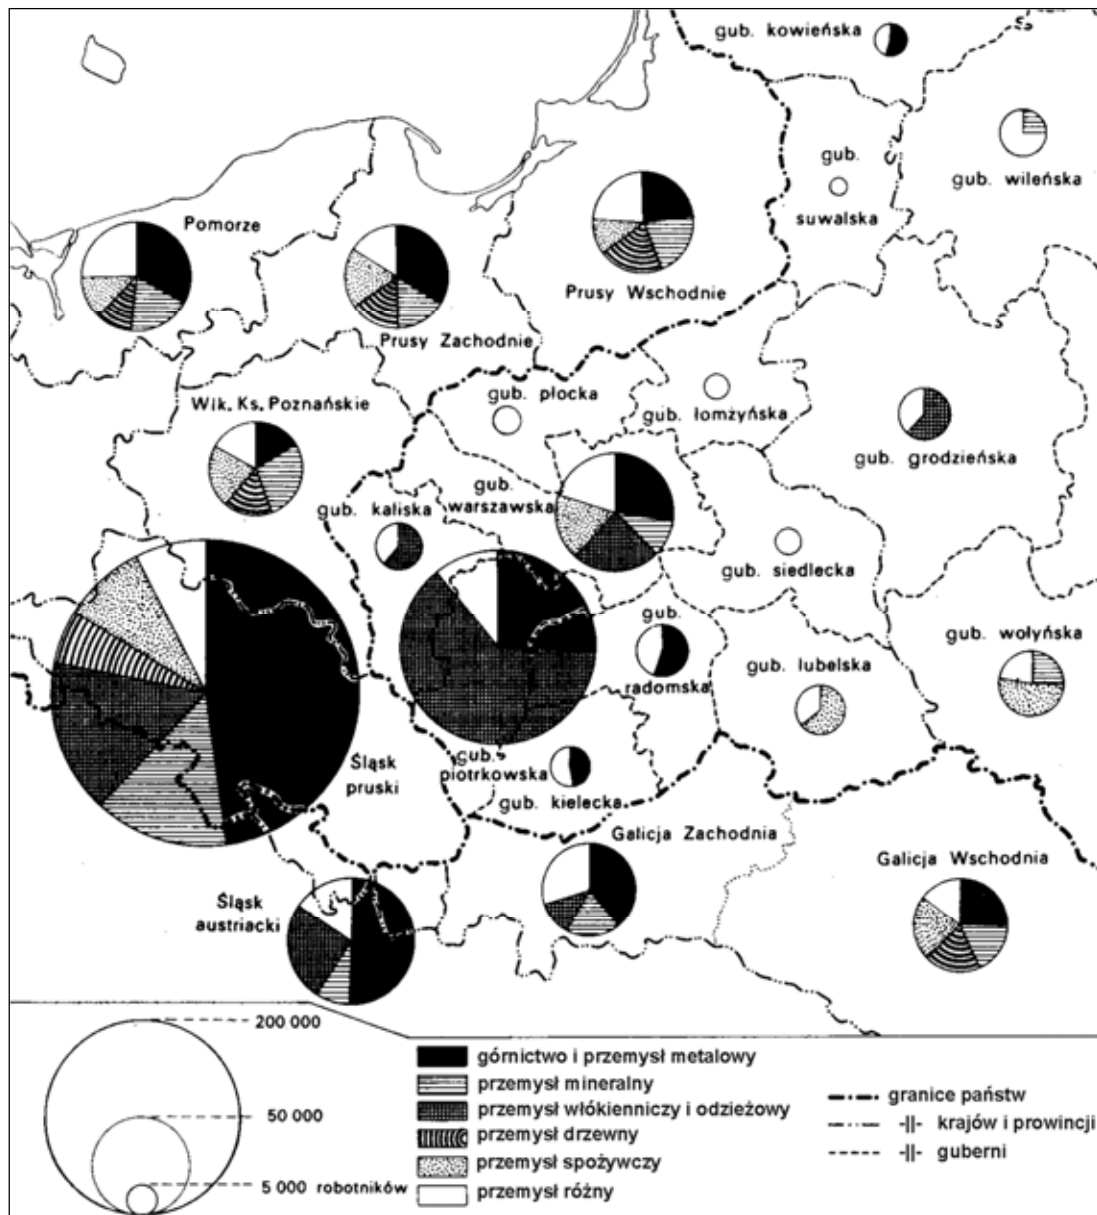 gub. kowieńska
gub. wileńska
gub.
suwalska
Pomorze
Prusy Wschodnie
Prusy Zachodnie
gub. płocka
Wlk. Ks. Poznańskie
gub. łomżyńska
gub. grodzieńska
gub.
warszawska
gub. kaliska
gub. siedlecka
gub. wołyńska
gub.
radomska
gub. lubelska
gub.
piotrkowska
gub. kielecka
Śląsk
pruski
Galicja Zachodnia
Galicja Wschodnia
Śląsk
austriacki
200 000
50 000
5 000 robotników
górnictwo i przemysł metalowy
przemysł mineralny
przemysł włókienniczy i odzieżowy
przemysł drzewny
przemysł spożywczy
przemysł różny
granice państw
-||- krajów i prowincji
-||- guberni